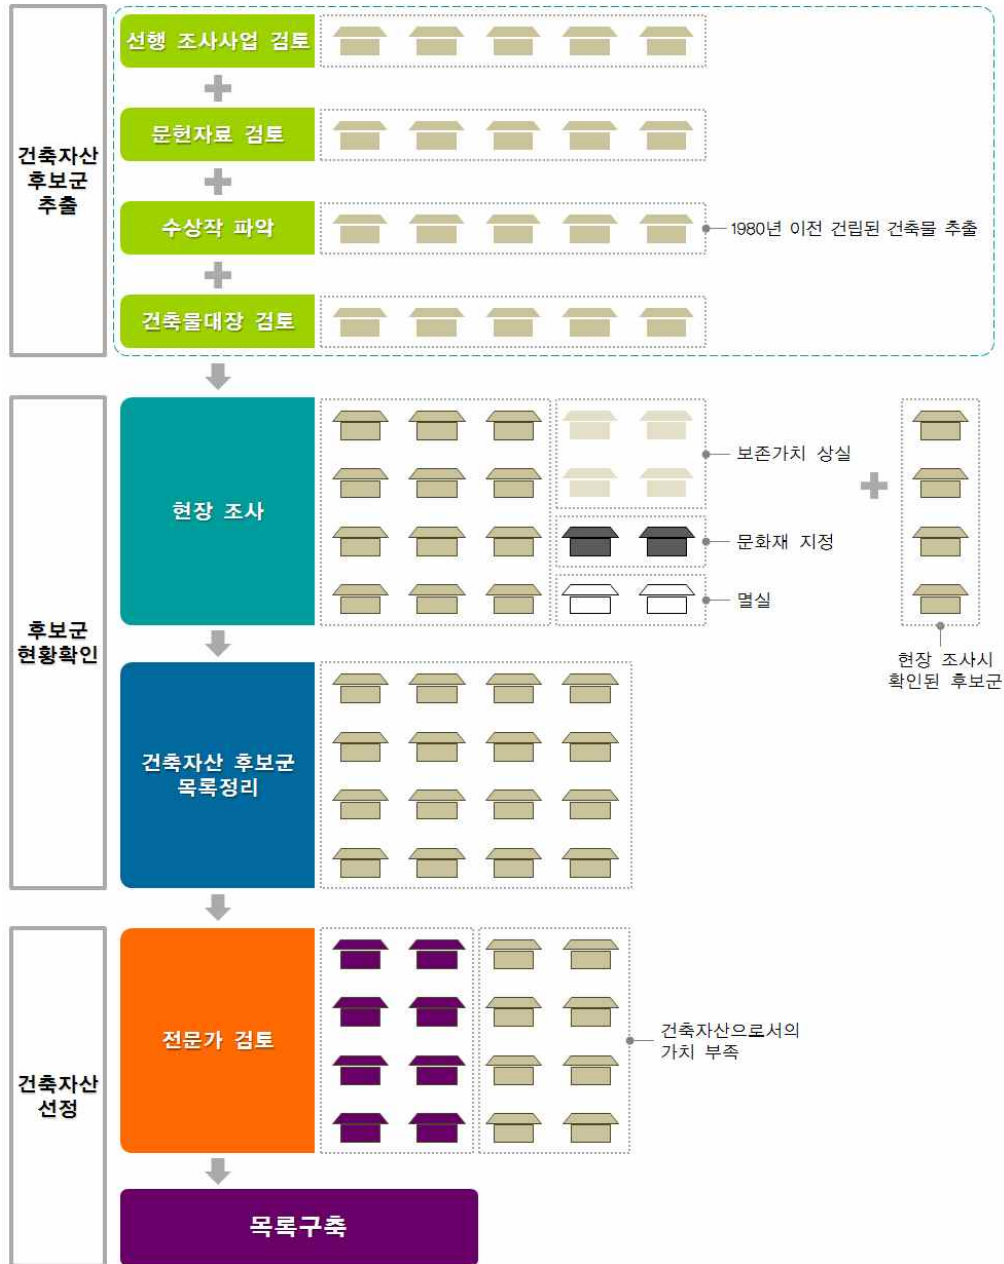 건축자산
후보군
추출
선행 조사사업 검토
문헌자료 검토
수상작 파악
1980년 이전 건립된 건축물 추출
건축물대장 검토
후보군
현황확인
현장 조사
보존가치 상실
문화재 지정
멸실
현장 조사시
확인된 후보군
건축자산 후보군
목록정리
건축자산
선정
전문가 검토
건축자산으로서의
가치 부족
목록구축